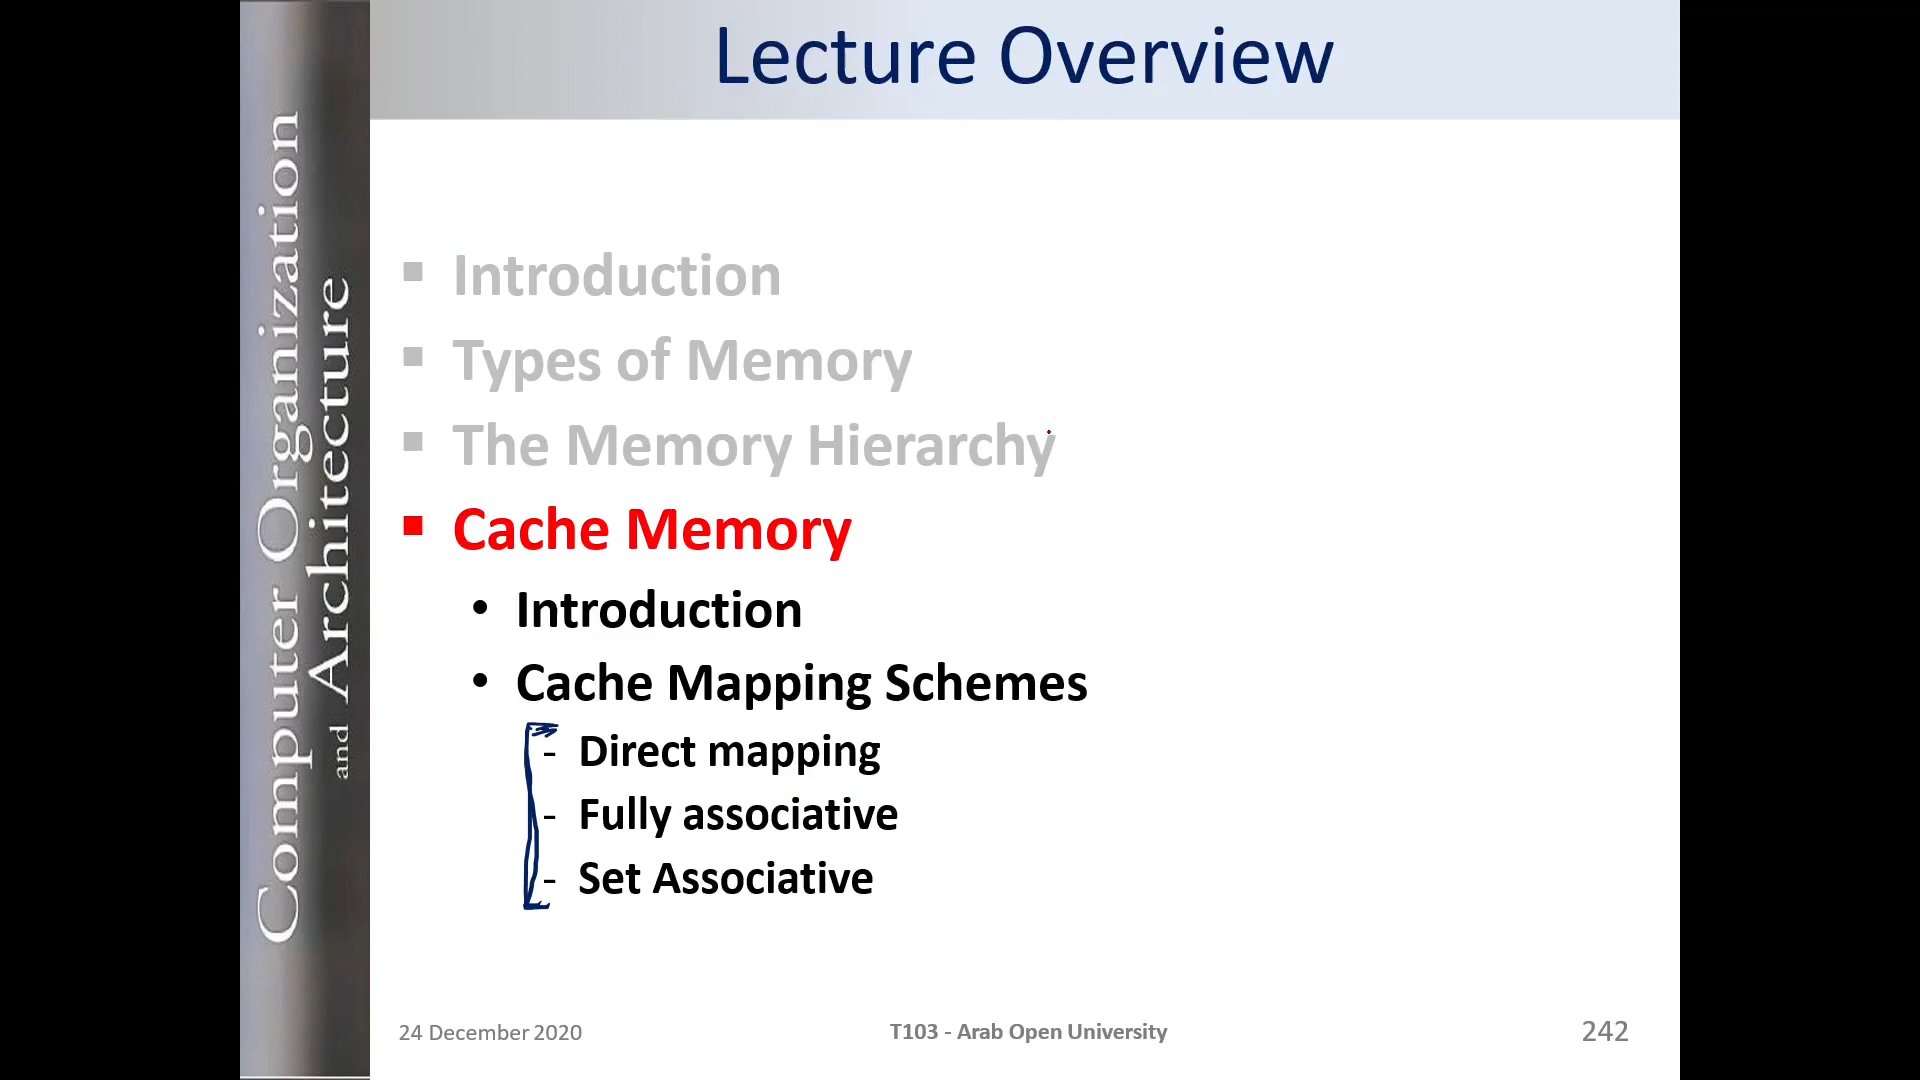 Lecture Overview
Computer Organization
and Architecture
▪ Introduction
▪ Types of Memory
▪ The Memory Hierarchy
▪ Cache Memory
• Introduction
• Cache Mapping Schemes
- Direct mapping
- Fully associative
- Set Associative
24 December 2020
T103 - Arab Open University
242